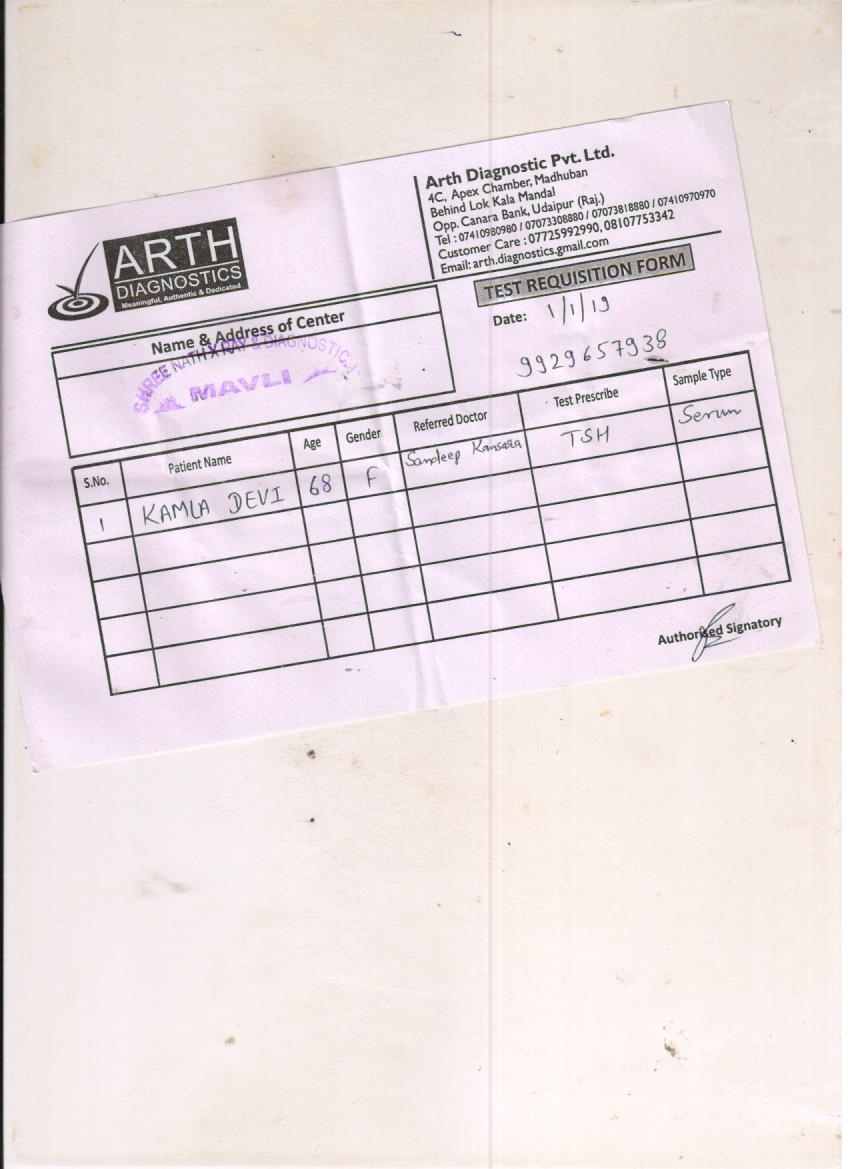 ARTH
DIAGNOSTICS
Meaningful, Authentic & Dedicated
Arth Diagnostic Pvt. Ltd.
4C, Apex Chamber, Madhuban
Behind Lok Kala Mandal
Opp. Canara Bank, Udaipur (Raj.)
Tel : 07410980980 / 07073308880 / 07073818880 / 07410970970
Customer Care : 07725992990, 08107753342
Email: arth.diagnostics.gmail.com
TEST REQUISITION FORM
Date: 1/1/19
9929657938
Name & Address of Center
SHREE NATH X RAY & DIAGNOSTICS
MAVLI
S.No. Patient Name Age Gender Referred Doctor Test Prescribe Sample Type
1 KAMLA DEVI 68 F Sandeep Kansara TSH Serum
Authorised Signatory